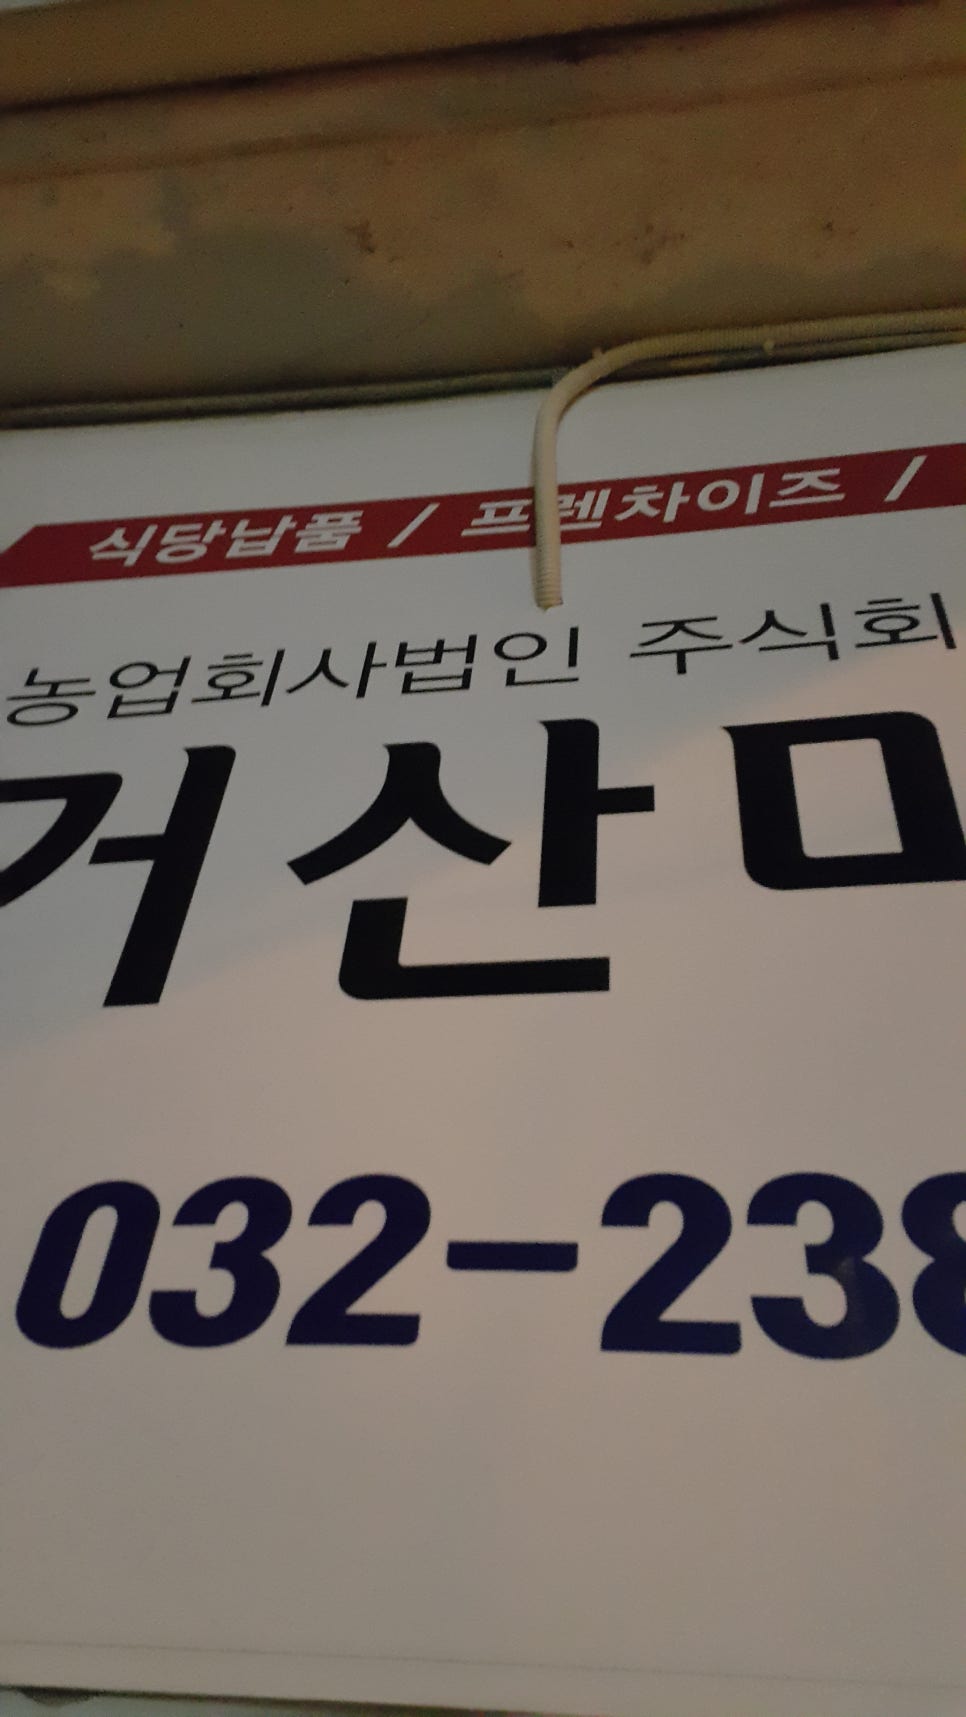 식당납품 / 프렌차이즈 /
농업회사법인 주식회
거산
032-238